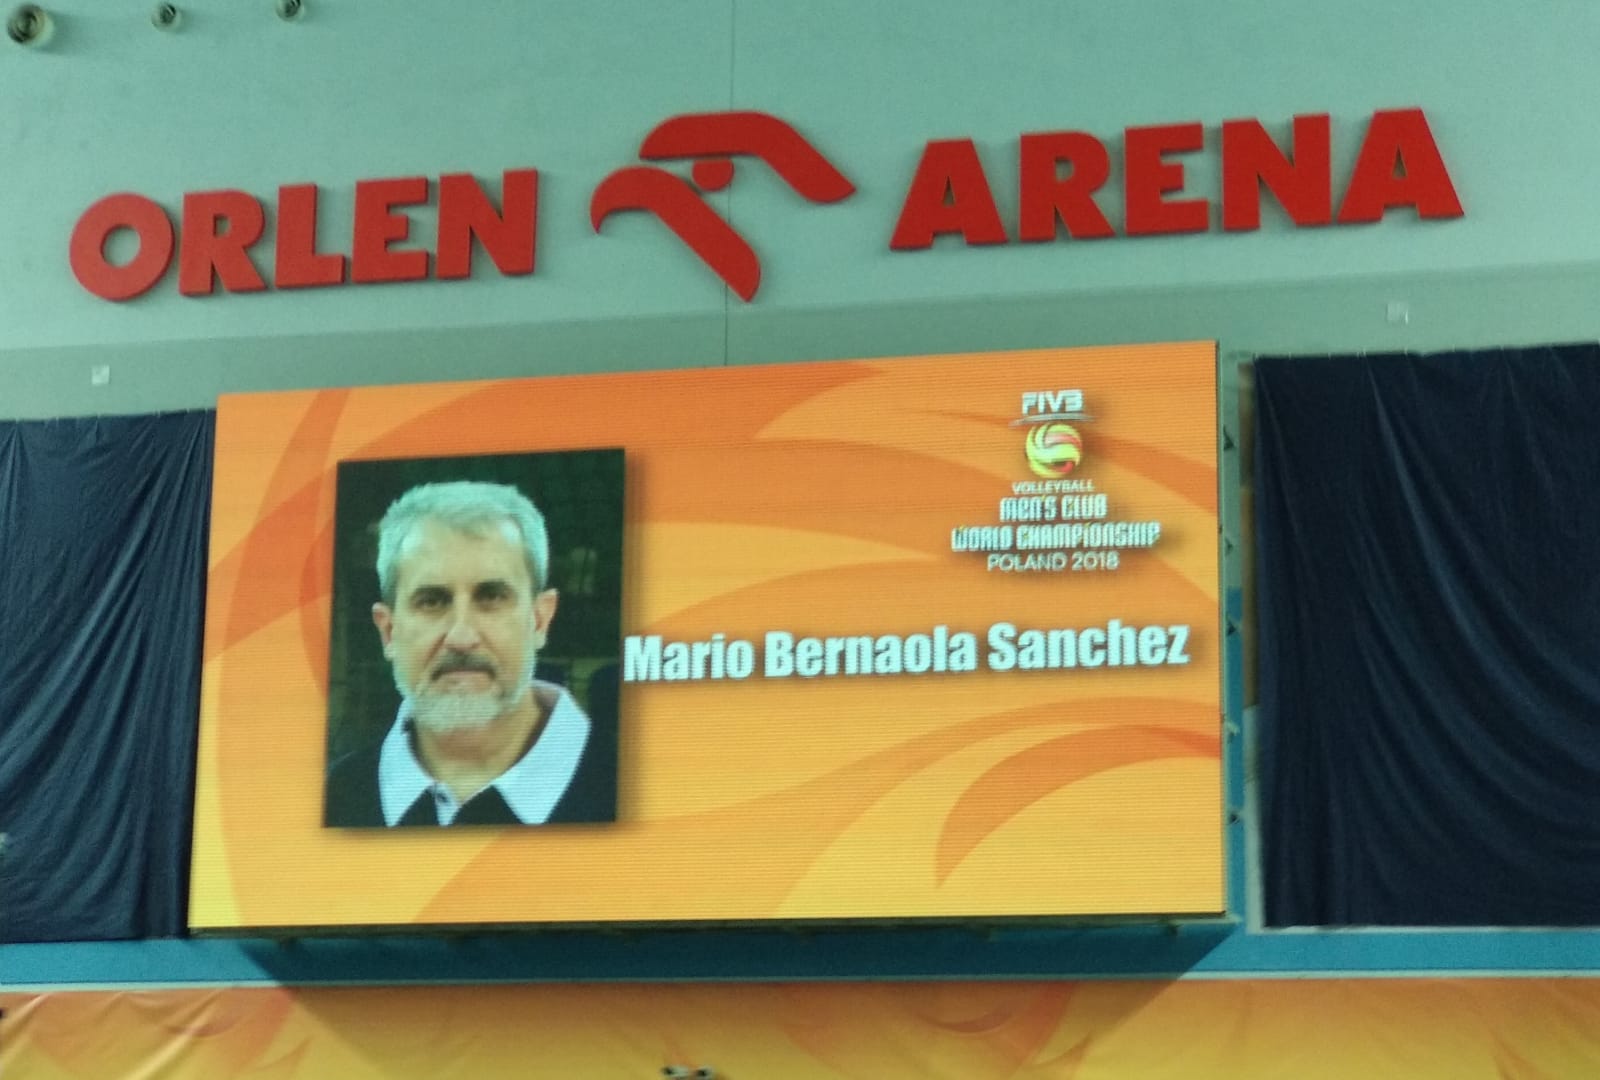 ORLEN ARENA
FIVB
VOLLEYBALL
MEN'S CLUB
WORLD CHAMPIONSHIP
POLAND 2018
Mario Bernaola Sanchez